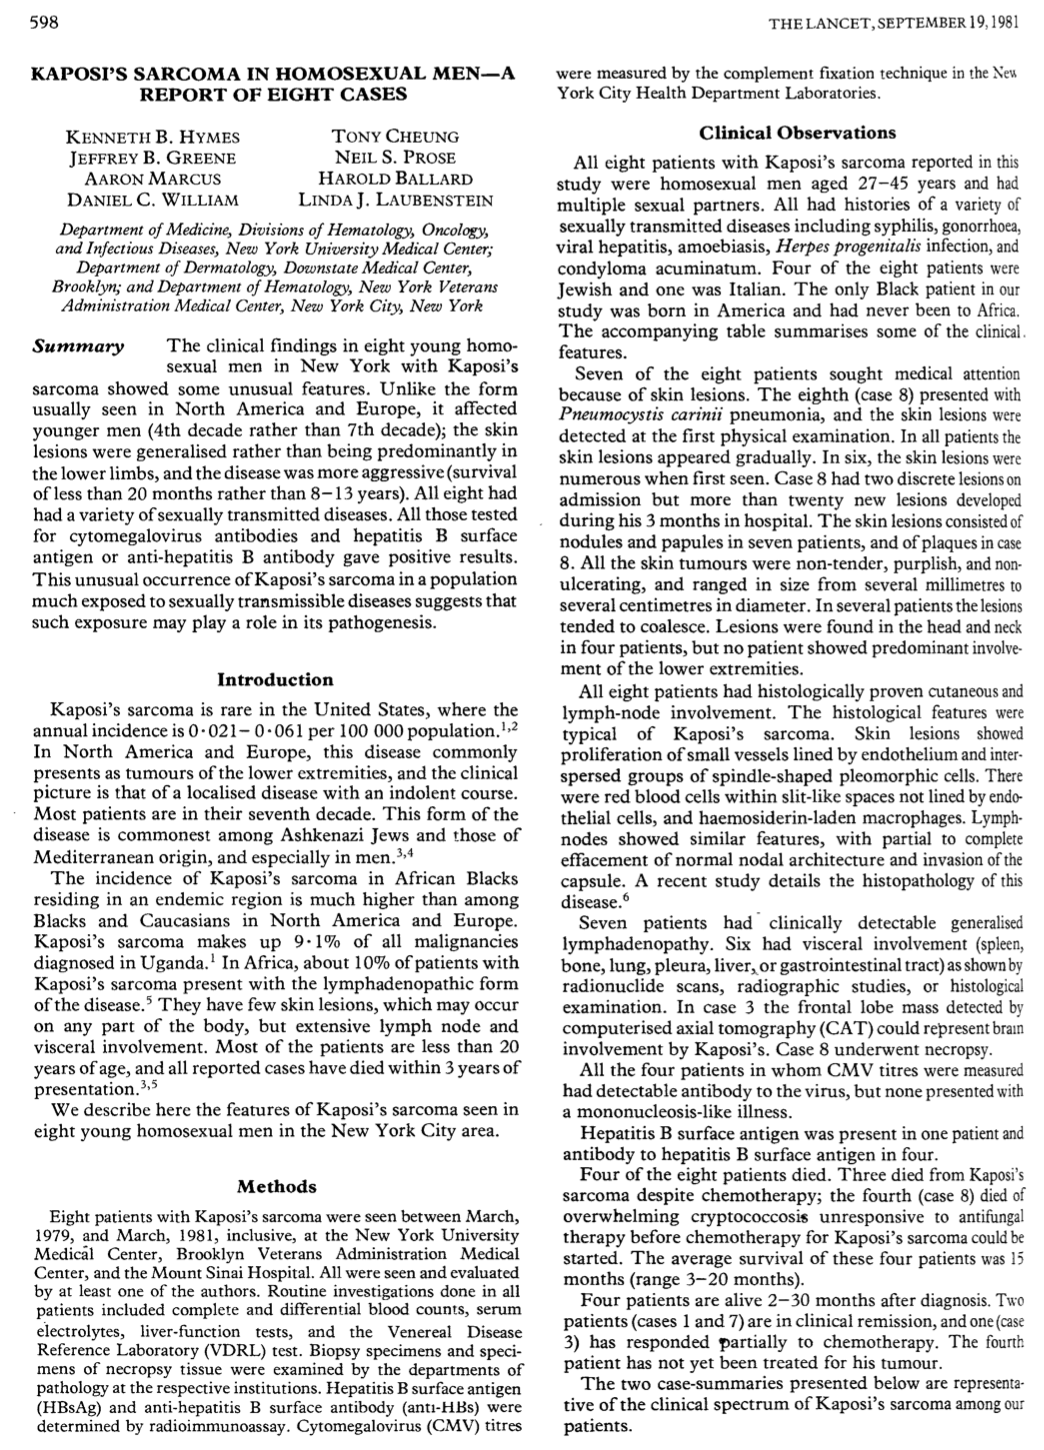 598
THE LANCET, SEPTEMBER 19, 1981
KAPOSI'S SARCOMA IN HOMOSEXUAL MEN—A
REPORT OF EIGHT CASES
KENNETH B. HYMES
JEFFREY B. GREENE
AARON MARCUS
DANIEL C. WILLIAM
TONY CHEUNG
NEIL S. PROSE
HAROLD BALLARD
LINDA J. LAUBENSTEIN
Department of Medicine, Divisions of Hematology, Oncology,
and Infectious Diseases, New York University Medical Center;
Department of Dermatology, Downstate Medical Center,
Brooklyn; and Department of Hematology, New York Veterans
Administration Medical Center, New York City, New York
Summary The clinical findings in eight young homo-
sexual men in New York with Kaposi's
sarcoma showed some unusual features. Unlike the form
usually seen in North America and Europe, it affected
younger men (4th decade rather than 7th decade); the skin
lesions were generalised rather than being predominantly in
the lower limbs, and the disease was more aggressive (survival
of less than 20 months rather than 8–13 years). All eight had
had a variety of sexually transmitted diseases. All those tested
for cytomegalovirus antibodies and hepatitis B surface
antigen or anti-hepatitis B antibody gave positive results.
This unusual occurrence of Kaposi's sarcoma in a population
much exposed to sexually transmissible diseases suggests that
such exposure may play a role in its pathogenesis.
Introduction
Kaposi's sarcoma is rare in the United States, where the
annual incidence is 0·021–0·061 per 100 000 population.1,2
In North America and Europe, this disease commonly
presents as tumours of the lower extremities, and the clinical
picture is that of a localised disease with an indolent course.
Most patients are in their seventh decade. This form of the
disease is commonest among Ashkenazi Jews and those of
Mediterranean origin, and especially in men.3,4
The incidence of Kaposi's sarcoma in African Blacks
residing in an endemic region is much higher than among
Blacks and Caucasians in North America and Europe.
Kaposi's sarcoma makes up 9·1% of all malignancies
diagnosed in Uganda.1 In Africa, about 10% of patients with
Kaposi's sarcoma present with the lymphadenopathic form
of the disease.5 They have few skin lesions, which may occur
on any part of the body, but extensive lymph node and
visceral involvement. Most of the patients are less than 20
years of age, and all reported cases have died within 3 years of
presentation.3,5
We describe here the features of Kaposi's sarcoma seen in
eight young homosexual men in the New York City area.
Methods
Eight patients with Kaposi's sarcoma were seen between March,
1979, and March, 1981, inclusive, at the New York University
Medical Center, Brooklyn Veterans Administration Medical
Center, and the Mount Sinai Hospital. All were seen and evaluated
by at least one of the authors. Routine investigations done in all
patients included complete and differential blood counts, serum
electrolytes, liver-function tests, and the Venereal Disease
Reference Laboratory (VDRL) test. Biopsy specimens and speci-
mens of necropsy tissue were examined by the departments of
pathology at the respective institutions. Hepatitis B surface antigen
(HBsAg) and anti-hepatitis B surface antibody (anti-HBs) were
determined by radioimmunoassay. Cytomegalovirus (CMV) titres
were measured by the complement fixation technique in the New
York City Health Department Laboratories.
Clinical Observations
All eight patients with Kaposi's sarcoma reported in this
study were homosexual men aged 27–45 years and had
multiple sexual partners. All had histories of a variety of
sexually transmitted diseases including syphilis, gonorrhoea,
viral hepatitis, amoebiasis, Herpes progenitalis infection, and
condyloma acuminatum. Four of the eight patients were
Jewish and one was Italian. The only Black patient in our
study was born in America and had never been to Africa.
The accompanying table summarises some of the clinical
features.
Seven of the eight patients sought medical attention
because of skin lesions. The eighth (case 8) presented with
Pneumocystis carinii pneumonia, and the skin lesions were
detected at the first physical examination. In all patients the
skin lesions appeared gradually. In six, the skin lesions were
numerous when first seen. Case 8 had two discrete lesions on
admission but more than twenty new lesions developed
during his 3 months in hospital. The skin lesions consisted of
nodules and papules in seven patients, and of plaques in case
8. All the skin tumours were non-tender, purplish, and non-
ulcerating, and ranged in size from several millimetres to
several centimetres in diameter. In several patients the lesions
tended to coalesce. Lesions were found in the head and neck
in four patients, but no patient showed predominant involve-
ment of the lower extremities.
All eight patients had histologically proven cutaneous and
lymph-node involvement. The histological features were
typical of Kaposi's sarcoma. Skin lesions showed
proliferation of small vessels lined by endothelium and inter-
spersed groups of spindle-shaped pleomorphic cells. There
were red blood cells within slit-like spaces not lined by endo-
thelial cells, and haemosiderin-laden macrophages. Lymph-
nodes showed similar features, with partial to complete
effacement of normal nodal architecture and invasion of the
capsule. A recent study details the histopathology of this
disease.6
Seven patients had clinically detectable generalised
lymphadenopathy. Six had visceral involvement (spleen,
bone, lung, pleura, liver, or gastrointestinal tract) as shown by
radionuclide scans, radiographic studies, or histological
examination. In case 3 the frontal lobe mass detected by
computerised axial tomography (CAT) could represent brain
involvement by Kaposi's. Case 8 underwent necropsy.
All the four patients in whom CMV titres were measured
had detectable antibody to the virus, but none presented with
a mononucleosis-like illness.
Hepatitis B surface antigen was present in one patient and
antibody to hepatitis B surface antigen in four.
Four of the eight patients died. Three died from Kaposi's
sarcoma despite chemotherapy; the fourth (case 8) died of
overwhelming cryptococcosis unresponsive to antifungal
therapy before chemotherapy for Kaposi's sarcoma could be
started. The average survival of these four patients was 15
months (range 3–20 months).
Four patients are alive 2–30 months after diagnosis. Two
patients (cases 1 and 7) are in clinical remission, and one (case
3) has responded partially to chemotherapy. The fourth
patient has not yet been treated for his tumour.
The two case-summaries presented below are representa-
tive of the clinical spectrum of Kaposi's sarcoma among our
patients.